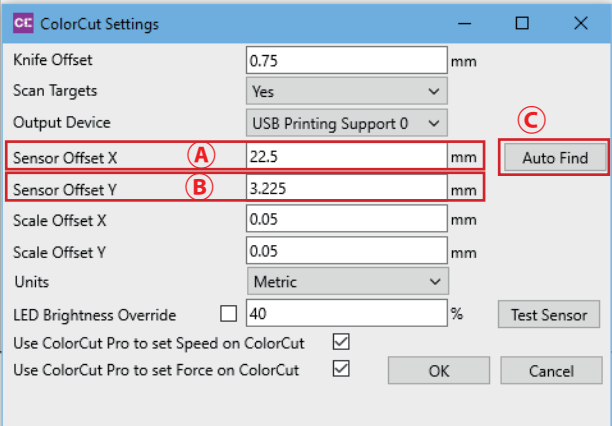 CC ColorCut Settings
Knife Offset 0.75 mm
Scan Targets Yes
Output Device USB Printing Support 0
C
Sensor Offset X A 22.5 mm Auto Find
Sensor Offset Y B 3.225 mm
Scale Offset X 0.05 mm
Scale Offset Y 0.05 mm
Units Metric
LED Brightness Override 40 % Test Sensor
Use ColorCut Pro to set Speed on ColorCut
Use ColorCut Pro to set Force on ColorCut OK Cancel